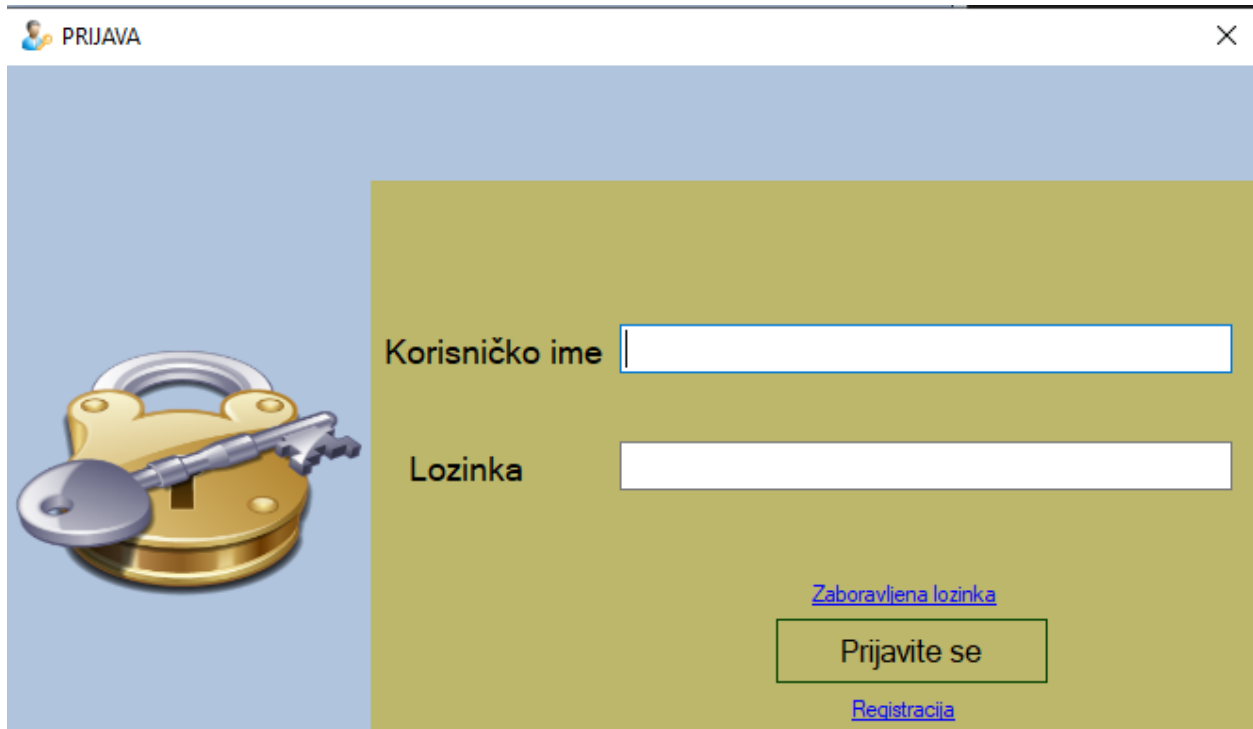 PRIJAVA
Korisničko ime
Lozinka
Zaboravljena lozinka
Prijavite se
Registracija